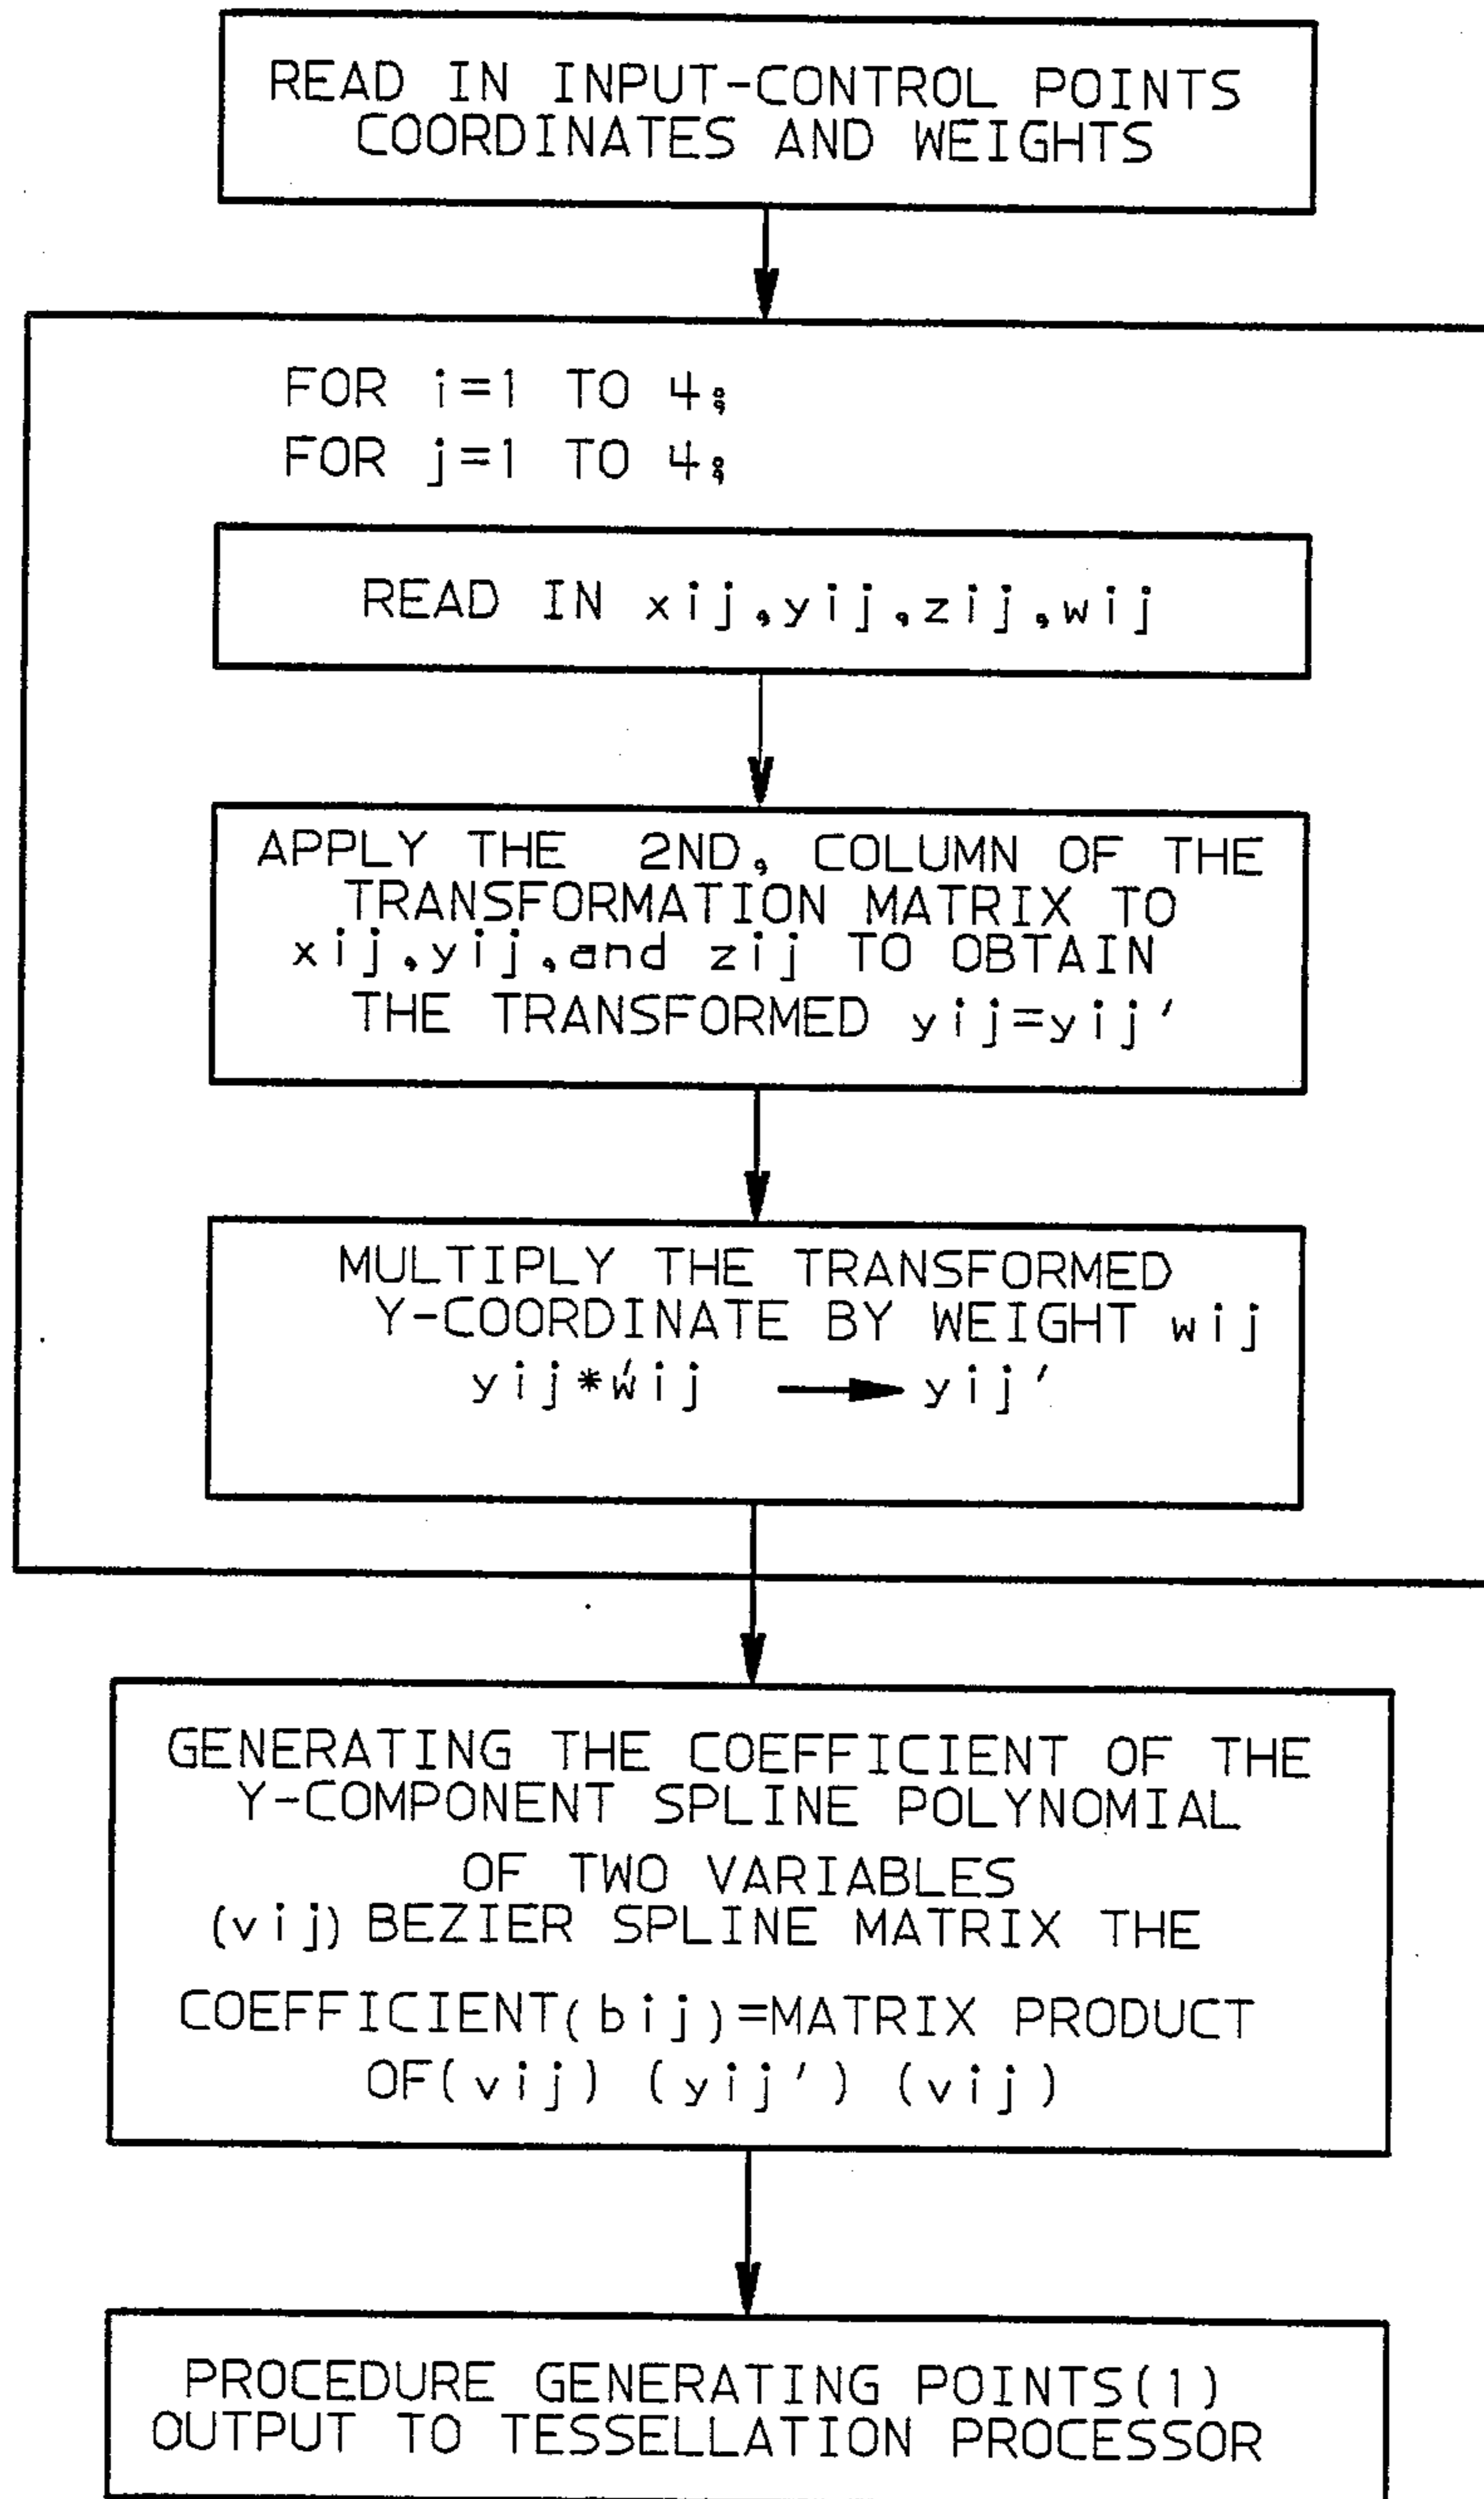 READ IN INPUT-CONTROL POINTS
COORDINATES AND WEIGHTS
FOR i=1 TO 4;
FOR j=1 TO 4;
READ IN xij,yij,zij,wij
APPLY THE 2ND, COLUMN OF THE
TRANSFORMATION MATRIX TO
xij,yij,and zij TO OBTAIN
THE TRANSFORMED yij=yij'
MULTIPLY THE TRANSFORMED
Y-COORDINATE BY WEIGHT wij
yij*w'ij → yij'
GENERATING THE COEFFICIENT OF THE
Y-COMPONENT SPLINE POLYNOMIAL
OF TWO VARIABLES
(vij) BEZIER SPLINE MATRIX THE
COEFFICIENT(bij)=MATRIX PRODUCT
OF(vij) (yij') (vij)
PROCEDURE GENERATING POINTS(1)
OUTPUT TO TESSELLATION PROCESSOR